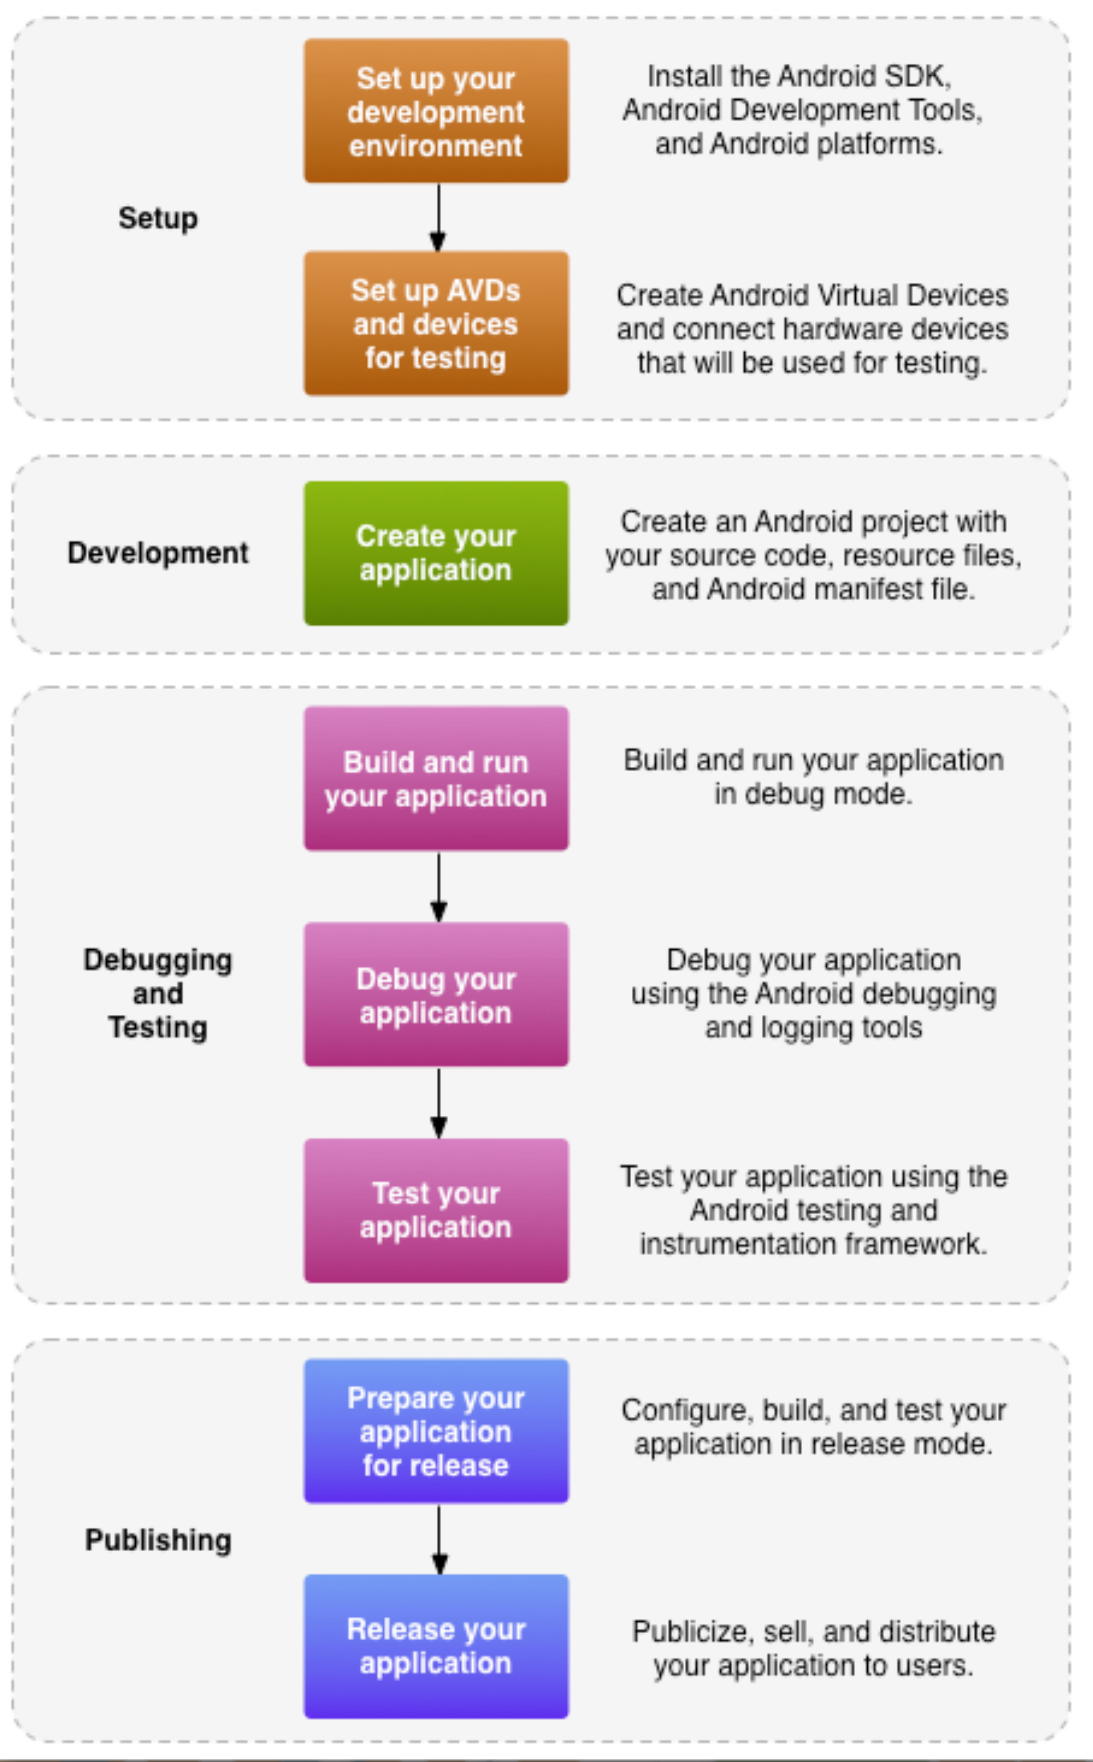 Set up your
development
environment
Install the Android SDK,
Android Development Tools,
and Android platforms.
Setup
Set up AVDs
and devices
for testing
Create Android Virtual Devices
and connect hardware devices
that will be used for testing.
Development
Create your
application
Create an Android project with
your source code, resource files,
and Android manifest file.
Build and run
your application
Build and run your application
in debug mode.
Debugging
and
Testing
Debug your
application
Debug your application
using the Android debugging
and logging tools
Test your
application
Test your application using the
Android testing and
instrumentation framework.
Prepare your
application
for release
Configure, build, and test your
application in release mode.
Publishing
Release your
application
Publicize, sell, and distribute
your application to users.